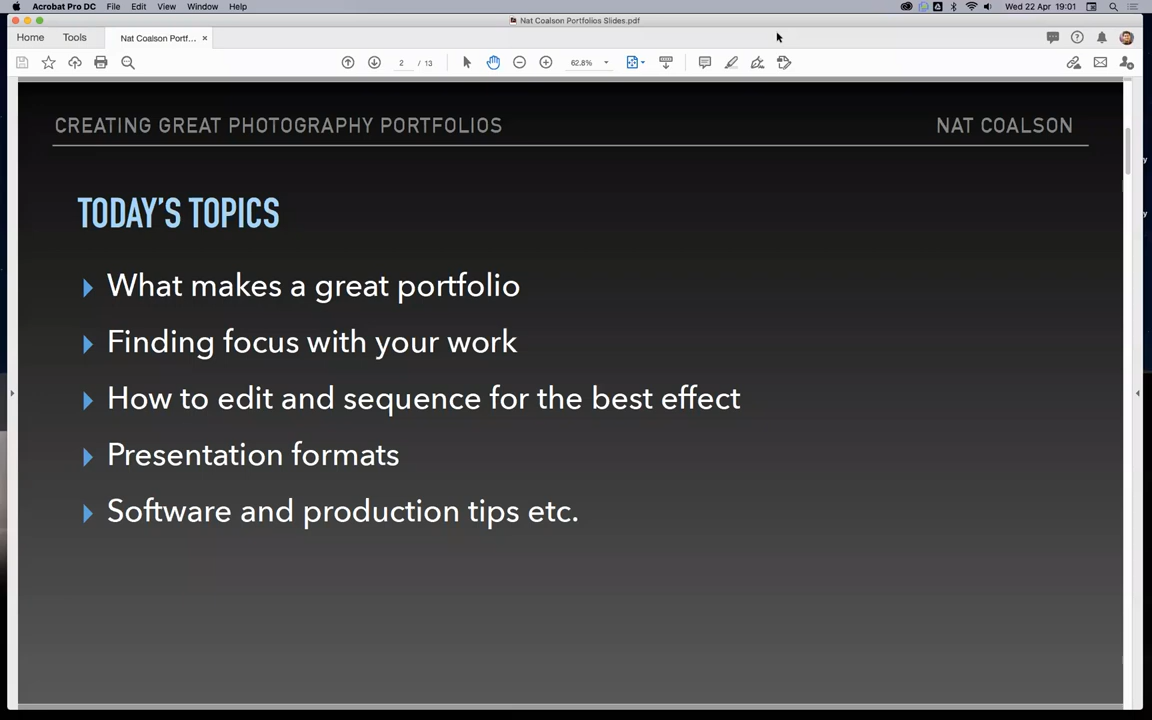 Acrobat Pro DC File Edit View Window Help Wed 22 Apr 19:01
Nat Coalson Portfolios Slides.pdf
Home Tools Nat Coalson Portf... ×
2 / 13 62.8%
CREATING GREAT PHOTOGRAPHY PORTFOLIOS NAT COALSON
TODAY'S TOPICS
What makes a great portfolio
Finding focus with your work
How to edit and sequence for the best effect
Presentation formats
Software and production tips etc.